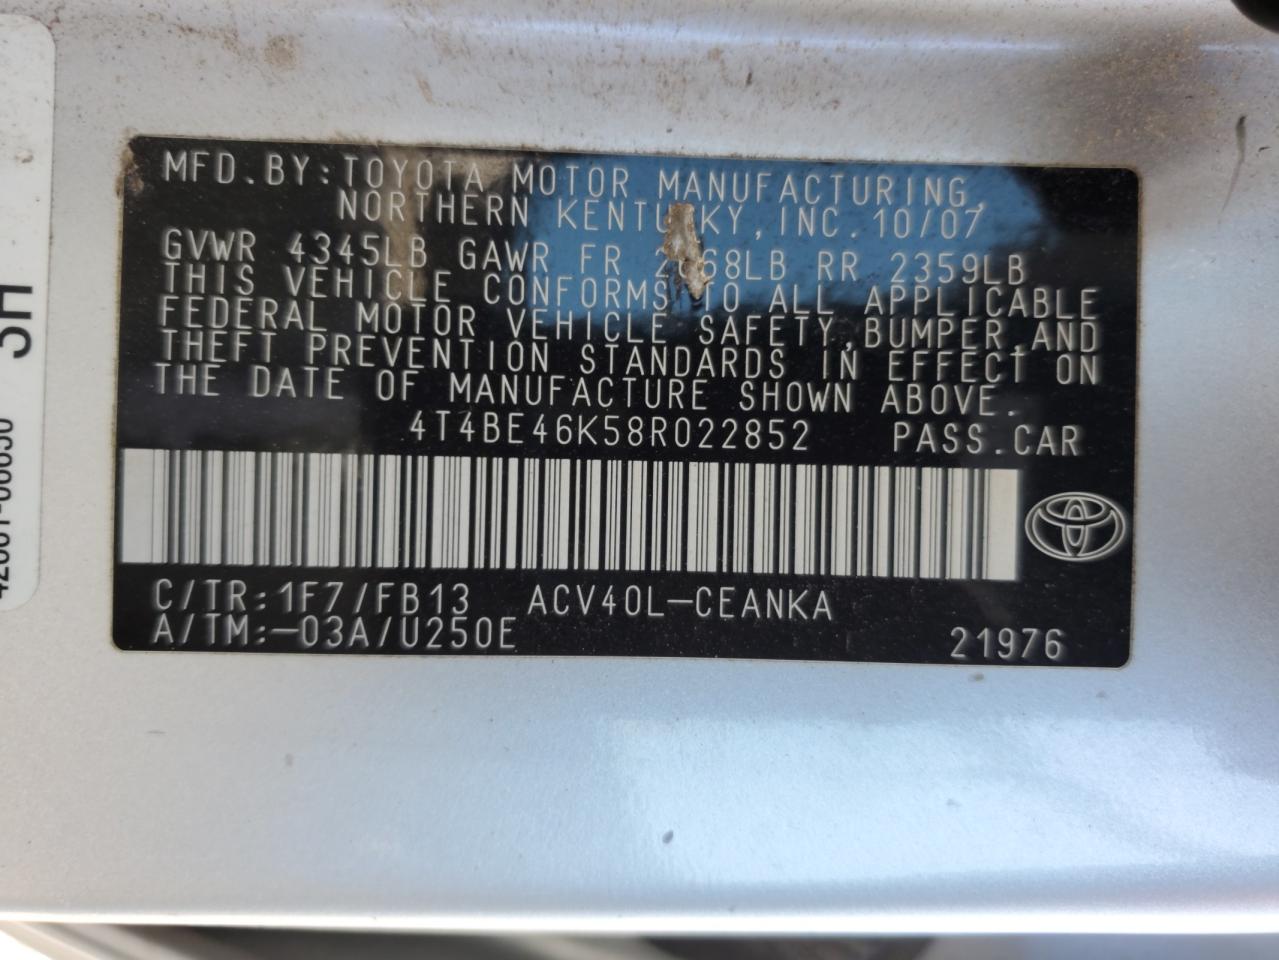 MFD.BY:TOYOTA MOTOR MANUFACTURING,
NORTHERN KENTUCKY,INC.10/07
GVWR 4345LB GAWR FR RR 2359LB
THIS VEHICLE CONFORMS TO ALL APPLICABLE
FEDERAL MOTOR VEHICLE SAFETY,BUMPER,AND
THEFT PREVENTION STANDARDS IN EFFECT ON
THE DATE OF MANUFACTURE SHOWN ABOVE.
4T4BE46K58R022852 PASS.CAR
C/TR:1F7/FB13 ACV40L-CEANKA
A/TM:-03A/U250E
21976